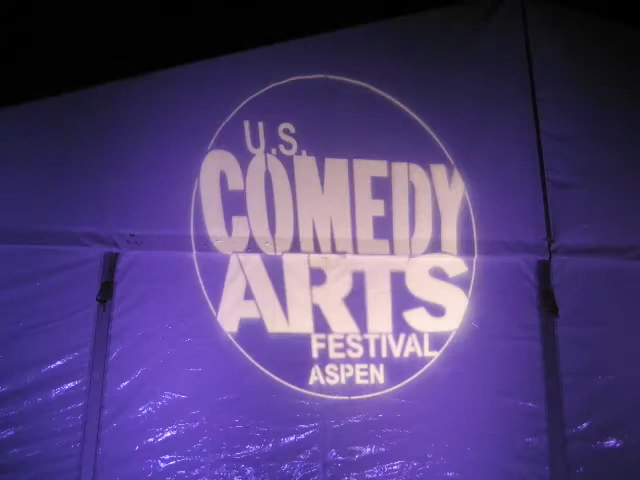 U.S.
COMEDY
ARTS
FESTIVAL
ASPEN